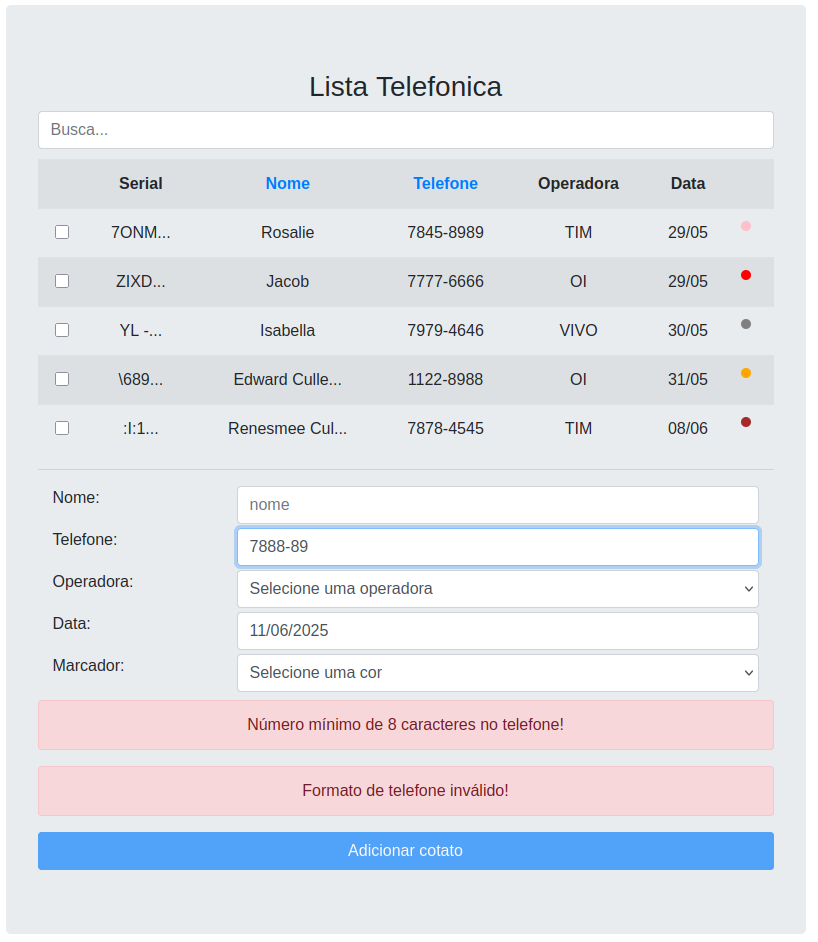 Lista Telefonica
Busca...
Serial Nome Telefone Operadora Data
7ONM... Rosalie 7845-8989 TIM 29/05
ZIXD... Jacob 7777-6666 OI 29/05
YL -... Isabella 7979-4646 VIVO 30/05
\689... Edward Culle... 1122-8988 OI 31/05
:I:1... Renesmee Cul... 7878-4545 TIM 08/06
Nome: nome
Telefone: 7888-89
Operadora: Selecione uma operadora
Data: 11/06/2025
Marcador: Selecione uma cor
Número mínimo de 8 caracteres no telefone!
Formato de telefone inválido!
Adicionar cotato